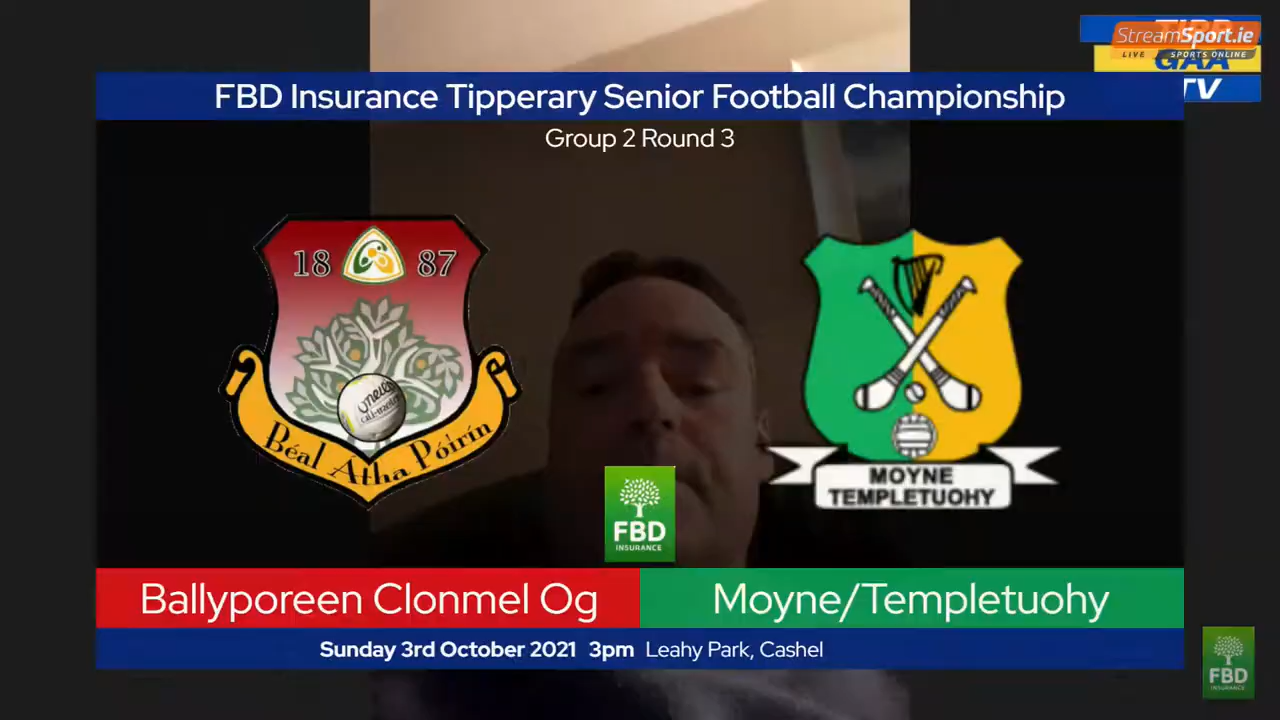 StreamSport.ie
LIVE SPORTS ONLINE
GAA
TV
FBD Insurance Tipperary Senior Football Championship
Group 2 Round 3
18 87
Béal Átha Póirín
MOYNE
TEMPLETUOHY
FBD
INSURANCE
Ballyporeen Clonmel Og
Moyne/Templetuohy
Sunday 3rd October 2021 3pm Leahy Park, Cashel
FBD
INSURANCE